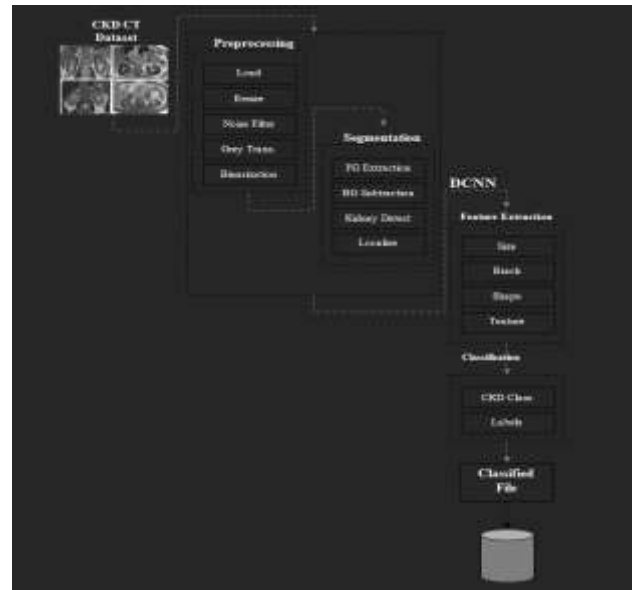 CKD CT
Dataset
Preprocessing
Load
Resize
Noise Filter
Grey Trans.
Binarization
Segmentation
FG Extraction
BG Subtraction
Kidney Detect
Localize
DCNN
Feature Extraction
Size
Shape
Texture
Classification
CKD Class
Labels
Classified
File